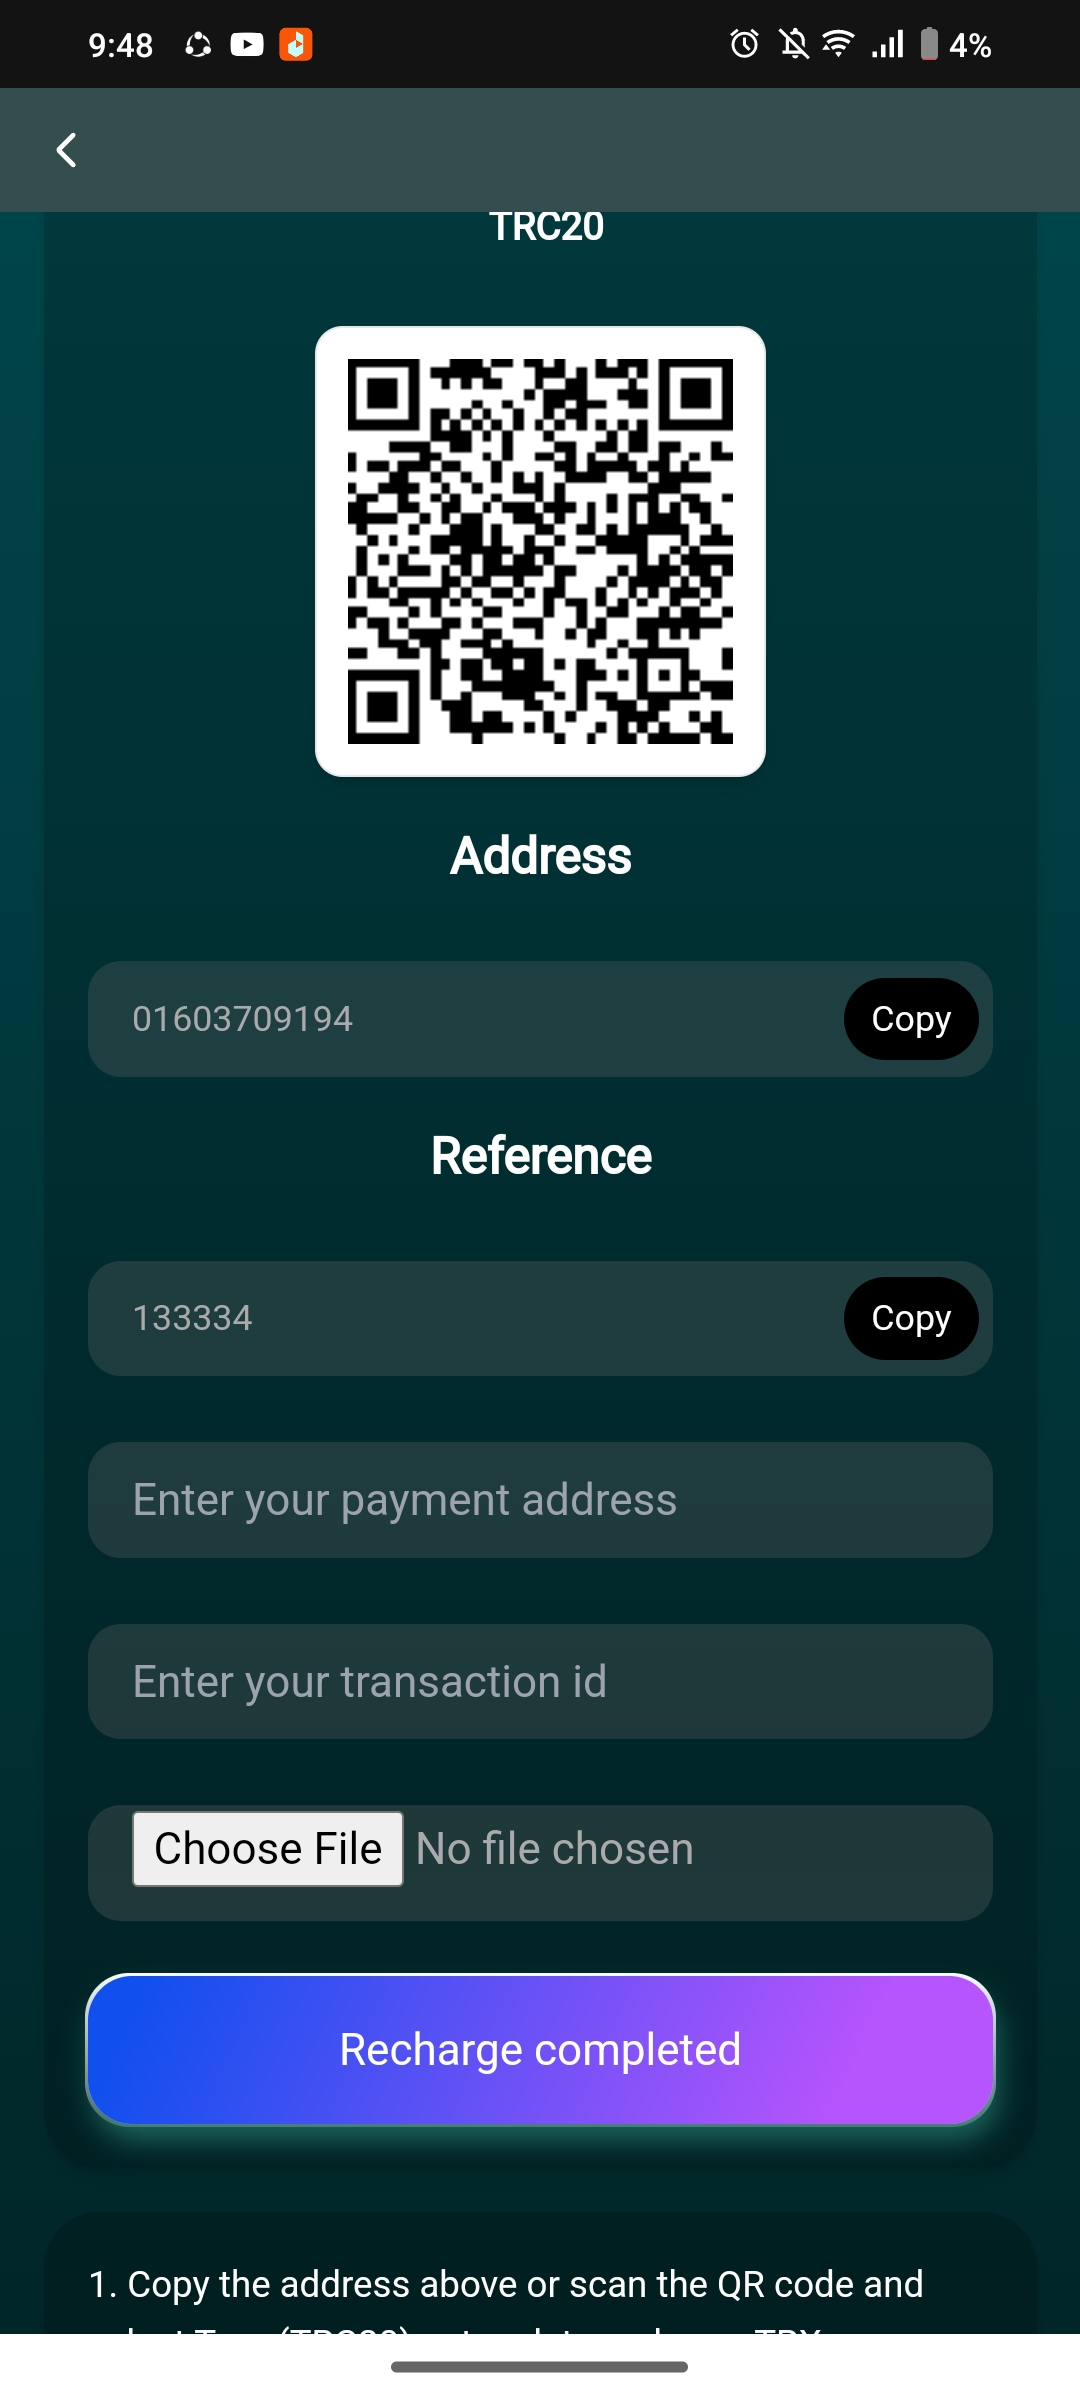 9:48
4%
TRC20
Address
01603709194
Copy
Reference
133334
Copy
Enter your payment address
Enter your transaction id
Choose File No file chosen
Recharge completed
1. Copy the address above or scan the QR code and